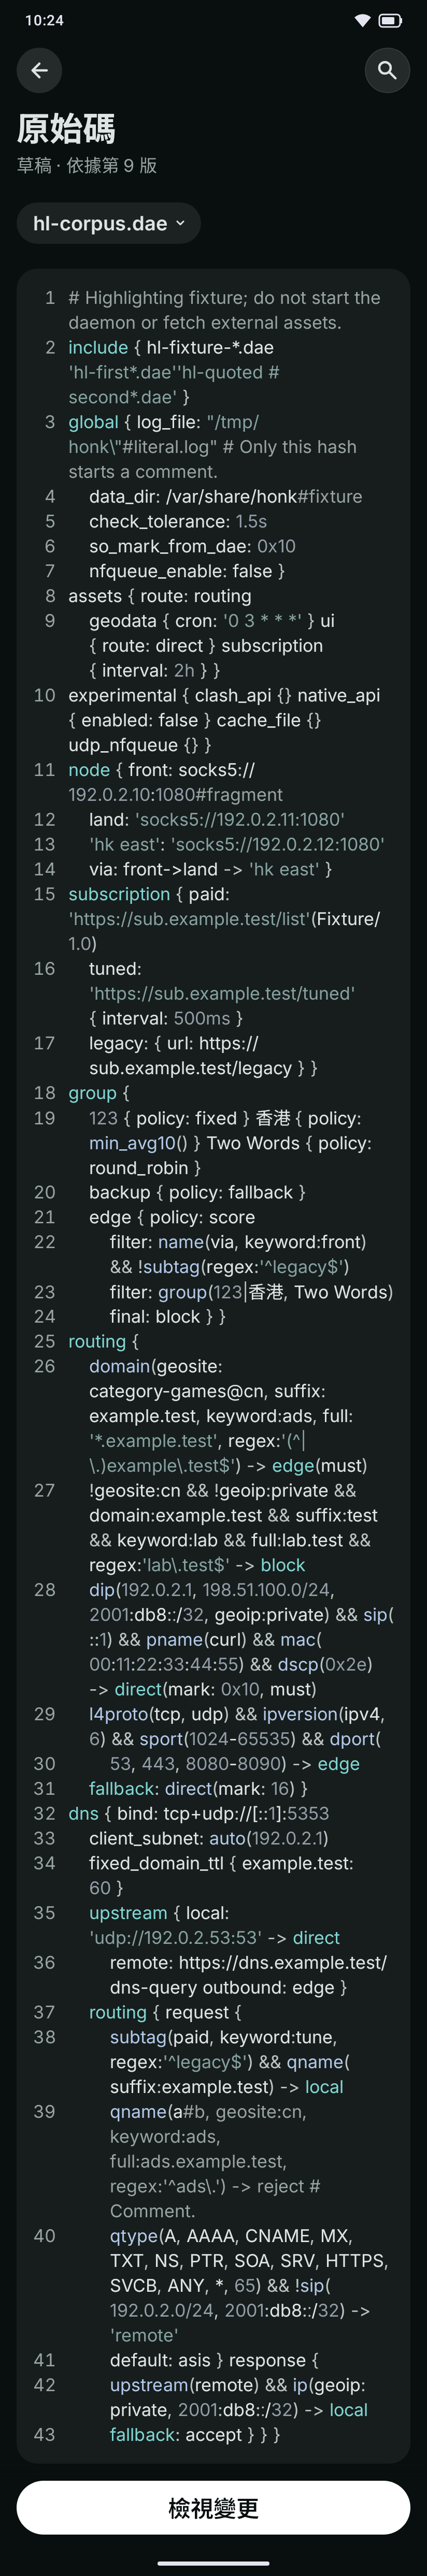 10:24
原始碼
草稿 · 依據第 9 版
hl-corpus.dae
1 # Highlighting fixture; do not start the
daemon or fetch external assets.
2 include { hl-fixture-*.dae
'hl-first*.dae''hl-quoted #
second*.dae' }
3 global { log_file: "/tmp/
honk\"#literal.log" # Only this hash
starts a comment.
4 data_dir: /var/share/honk#fixture
5 check_tolerance: 1.5s
6 so_mark_from_dae: 0x10
7 nfqueue_enable: false }
8 assets { route: routing
9 geodata { cron: '0 3 * * *' } ui
{ route: direct } subscription
{ interval: 2h } }
10 experimental { clash_api {} native_api
{ enabled: false } cache_file {}
udp_nfqueue {} }
11 node { front: socks5://
192.0.2.10:1080#fragment
12 land: 'socks5://192.0.2.11:1080'
13 'hk east': 'socks5://192.0.2.12:1080'
14 via: front->land -> 'hk east' }
15 subscription { paid:
'https://sub.example.test/list'(Fixture/
1.0)
16 tuned:
'https://sub.example.test/tuned'
{ interval: 500ms }
17 legacy: { url: https://
sub.example.test/legacy } }
18 group {
19 123 { policy: fixed } 香港 { policy:
min_avg10() } Two Words { policy:
round_robin }
20 backup { policy: fallback }
21 edge { policy: score
22 filter: name(via, keyword:front)
&& !subtag(regex:'^legacy$')
23 filter: group(123|香港, Two Words)
24 final: block } }
25 routing {
26 domain(geosite:
category-games@cn, suffix:
example.test, keyword:ads, full:
'*.example.test', regex:'(^|
\.)example\.test$') -> edge(must)
27 !geosite:cn && !geoip:private &&
domain:example.test && suffix:test
&& keyword:lab && full:lab.test &&
regex:'lab\.test$' -> block
28 dip(192.0.2.1, 198.51.100.0/24,
2001:db8::/32, geoip:private) && sip(
::1) && pname(curl) && mac(
00:11:22:33:44:55) && dscp(0x2e)
-> direct(mark: 0x10, must)
29 l4proto(tcp, udp) && ipversion(ipv4,
6) && sport(1024-65535) && dport(
30 53, 443, 8080-8090) -> edge
31 fallback: direct(mark: 16) }
32 dns { bind: tcp+udp://[::1]:5353
33 client_subnet: auto(192.0.2.1)
34 fixed_domain_ttl { example.test:
60 }
35 upstream { local:
'udp://192.0.2.53:53' -> direct
36 remote: https://dns.example.test/
dns-query outbound: edge }
37 routing { request {
38 subtag(paid, keyword:tune,
regex:'^legacy$') && qname(
suffix:example.test) -> local
39 qname(a#b, geosite:cn,
keyword:ads,
full:ads.example.test,
regex:'^ads\.') -> reject #
Comment.
40 qtype(A, AAAA, CNAME, MX,
TXT, NS, PTR, SOA, SRV, HTTPS,
SVCB, ANY, *, 65) && !sip(
192.0.2.0/24, 2001:db8::/32) ->
'remote'
41 default: asis } response {
42 upstream(remote) && ip(geoip:
private, 2001:db8::/32) -> local
43 fallback: accept } } }
檢視變更